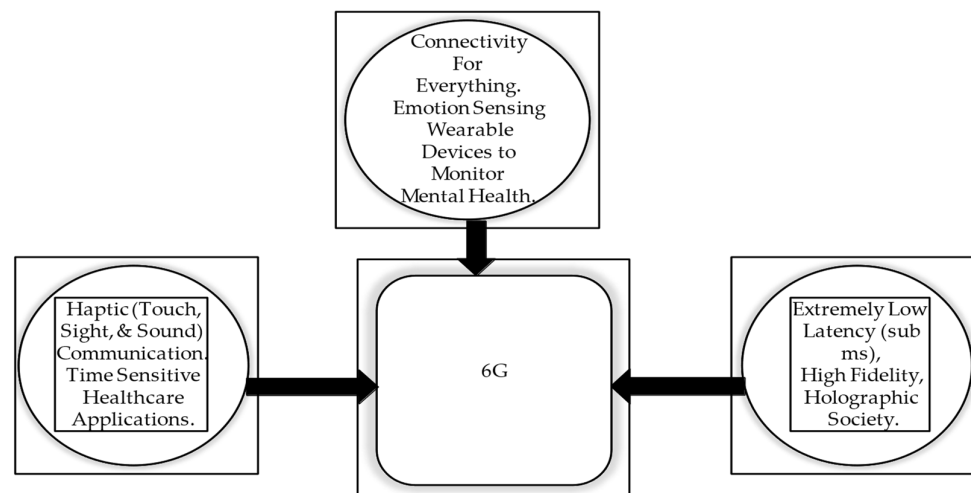 Connectivity
For
Everything.
Emotion Sensing
Wearable
Devices to
Monitor
Mental Health.
Haptic (Touch,
Sight, & Sound)
Communication.
Time Sensitive
Healthcare
Applications.
6G
Extremely Low
Latency (sub
ms),
High Fidelity,
Holographic
Society.